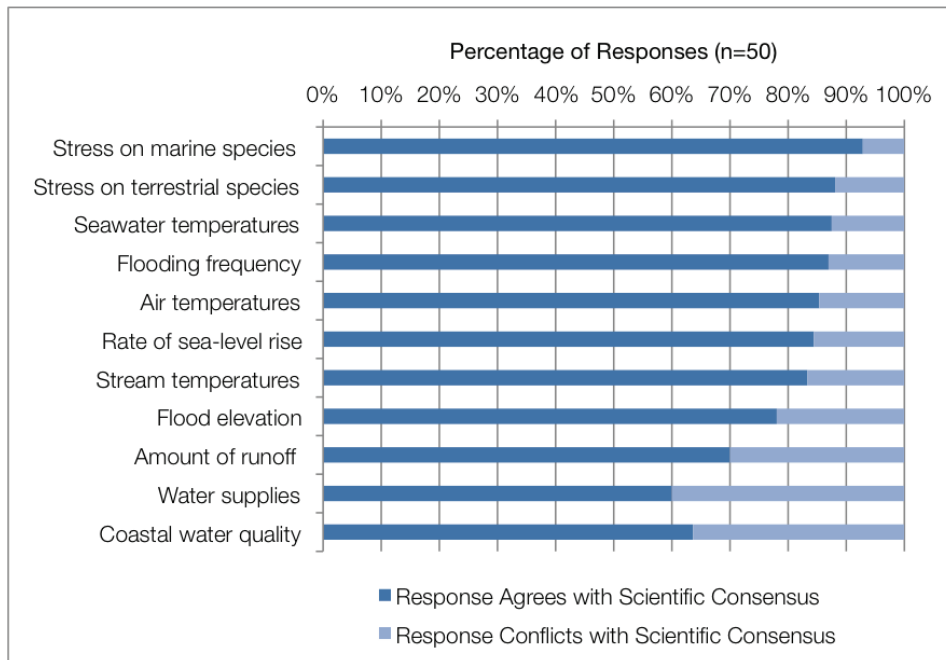 Percentage of Responses (n=50)
0% 10% 20% 30% 40% 50% 60% 70% 80% 90% 100%
Stress on marine species
Stress on terrestrial species
Seawater temperatures
Flooding frequency
Air temperatures
Rate of sea-level rise
Stream temperatures
Flood elevation
Amount of runoff
Water supplies
Coastal water quality
Response Agrees with Scientific Consensus
Response Conflicts with Scientific Consensus